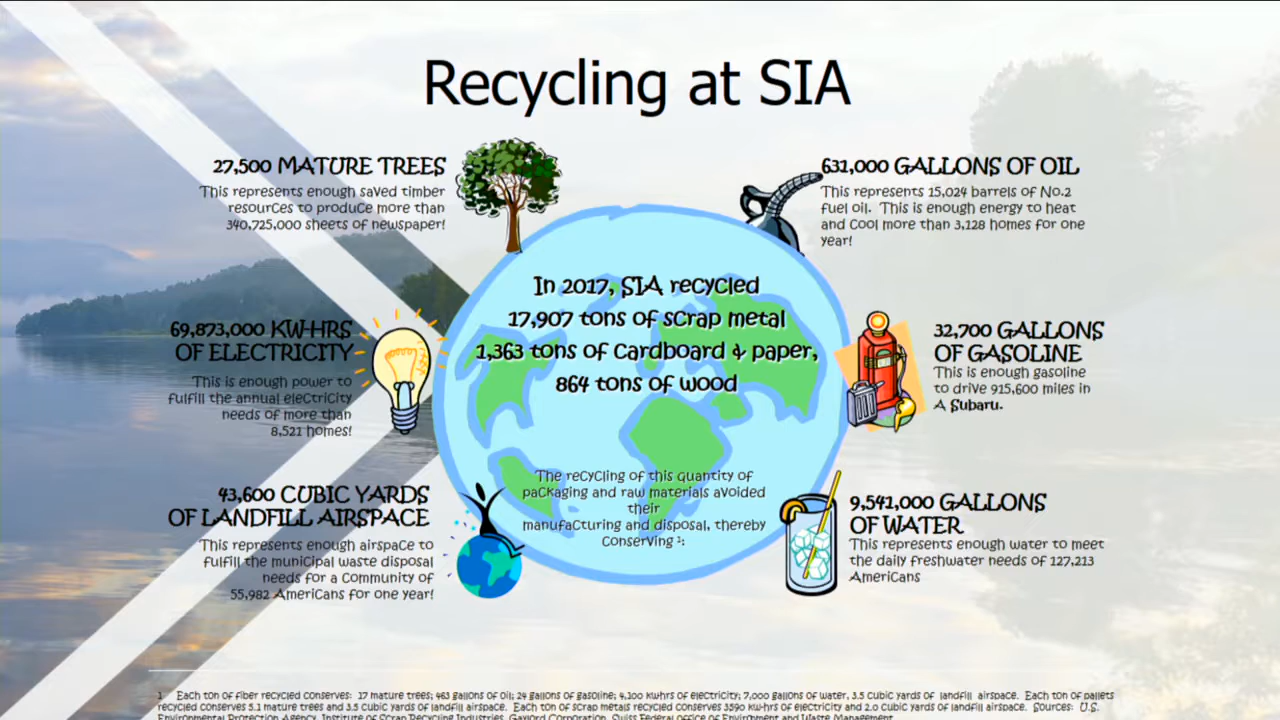 Recycling at SIA
27,500 MATURE TREES
This represents enough saved timber
resources to produce more than
340,725,000 sheets of newspaper!
631,000 GALLONS OF OIL
This represents 15,024 barrels of No.2
fuel oil. This is enough energy to heat
and cool more than 3,128 homes for one
year!
In 2017, SIA recycled
17,907 tons of scrap metal
1,363 tons of cardboard & paper,
864 tons of wood
69,873,000 KW-HRS
OF ELECTRICITY
This is enough power to
fulfill the annual electricity
needs of more than
8,521 homes!
32,700 GALLONS
OF GASOLINE
This is enough gasoline
to drive 915,600 miles in
A Subaru.
43,600 CUBIC YARDS
OF LANDFILL AIRSPACE
This represents enough airspace to
fulfill the municipal waste disposal
needs for a community of
55,982 Americans for one year!
The recycling of this quantity of
packaging and raw materials avoided
their
manufacturing and disposal, thereby
conserving ¹:
9,541,000 GALLONS
OF WATER
This represents enough water to meet
the daily freshwater needs of 127,213
Americans
1 Each ton of fiber recycled conserves: 17 mature trees; 463 gallons of oil; 24 gallons of gasoline; 4,100 kwhrs of electricity; 7,000 gallons of water, 3.5 cubic yards of landfill airspace. Each ton of pallets
recycled conserves 5.1 mature trees and 3.5 cubic yards of landfill airspace. Each ton of scrap metals recycled conserves 3590 kw-hrs of electricity and 2.0 cubic yards of landfill airspace. Sources: U.S.
Environmental Protection Agency, Institute of Scrap Recycling Industries, Gaylord Corporation, Swiss Federal Office of Environment and Waste Management